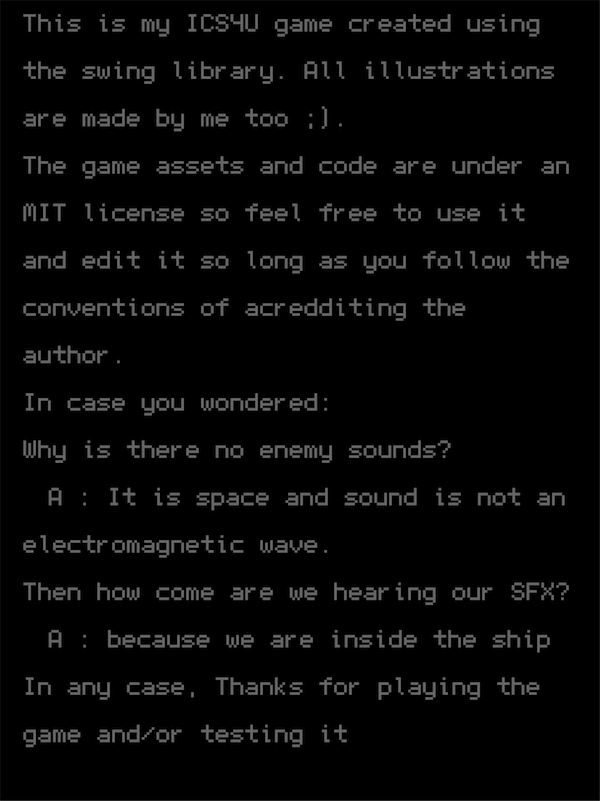 This is my ICS4U game created using
the swing library. All illustrations
are made by me too ;).
The game assets and code are under an
MIT license so feel free to use it
and edit it so long as you follow the
conventions of acredditing the
author.
In case you wondered:
Why is there no enemy sounds?
A : It is space and sound is not an
electromagnetic wave.
Then how come are we hearing our SFX?
A : because we are inside the ship
In any case, Thanks for playing the
game and/or testing it